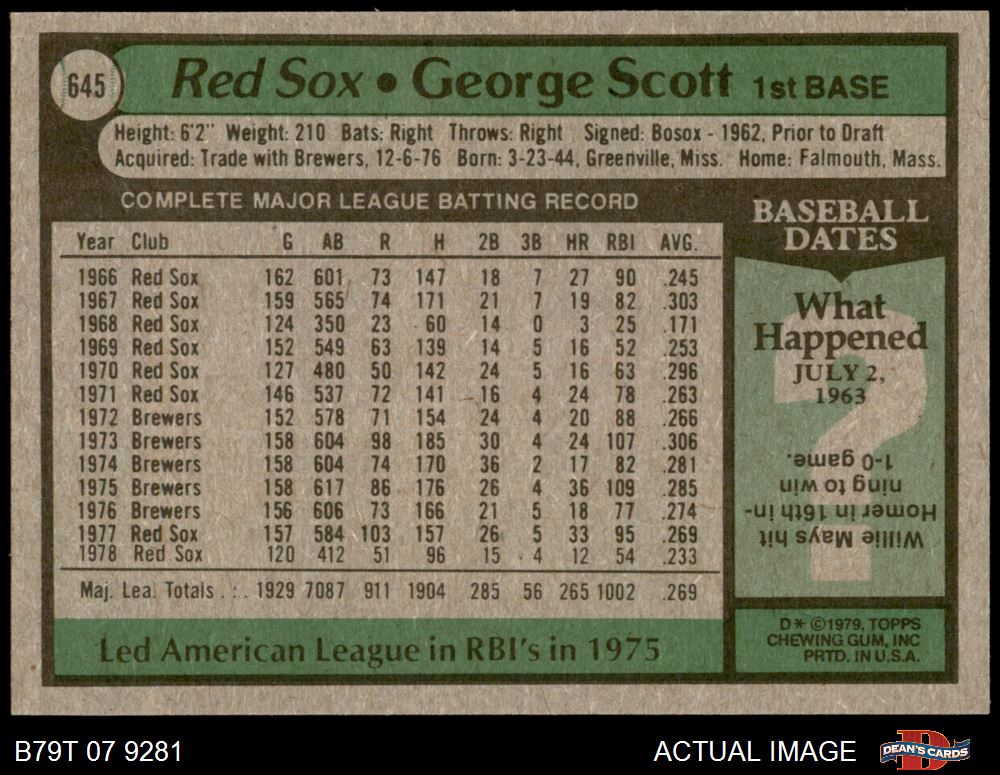 645
Red Sox • George Scott 1st BASE
Height: 6'2" Weight: 210 Bats: Right Throws: Right Signed: Bosox - 1962, Prior to Draft
Acquired: Trade with Brewers, 12-6-76 Born: 3-23-44, Greenville, Miss. Home: Falmouth, Mass.
COMPLETE MAJOR LEAGUE BATTING RECORD
Year Club G AB R H 2B 3B HR RBI AVG.
1966 Red Sox 162 601 73 147 18 7 27 90 .245
1967 Red Sox 159 565 74 171 21 7 19 82 .303
1968 Red Sox 124 350 23 60 14 0 3 25 .171
1969 Red Sox 152 549 63 139 14 5 16 52 .253
1970 Red Sox 127 480 50 142 24 5 16 63 .296
1971 Red Sox 146 537 72 141 16 4 24 78 .263
1972 Brewers 152 578 71 154 24 4 20 88 .266
1973 Brewers 158 604 98 185 30 4 24 107 .306
1974 Brewers 158 604 74 170 36 2 17 82 .281
1975 Brewers 158 617 86 176 26 4 36 109 .285
1976 Brewers 156 606 73 166 21 5 18 77 .274
1977 Red Sox 157 584 103 157 26 5 33 95 .269
1978 Red Sox 120 412 51 96 15 4 12 54 .233
Maj. Lea. Totals . : . 1929 7087 911 1904 285 56 265 1002 .269
Led American League in RBI's in 1975
BASEBALL
DATES
What
Happened
JULY 2,
1963
?
Willie Mays hit
Homer in 16th in-
ning to win
1-0 game.
D* ©1979, TOPPS
CHEWING GUM, INC
PRTD. IN U.S.A.
B79T 07 9281
ACTUAL IMAGE
D
DEAN'S CARDS